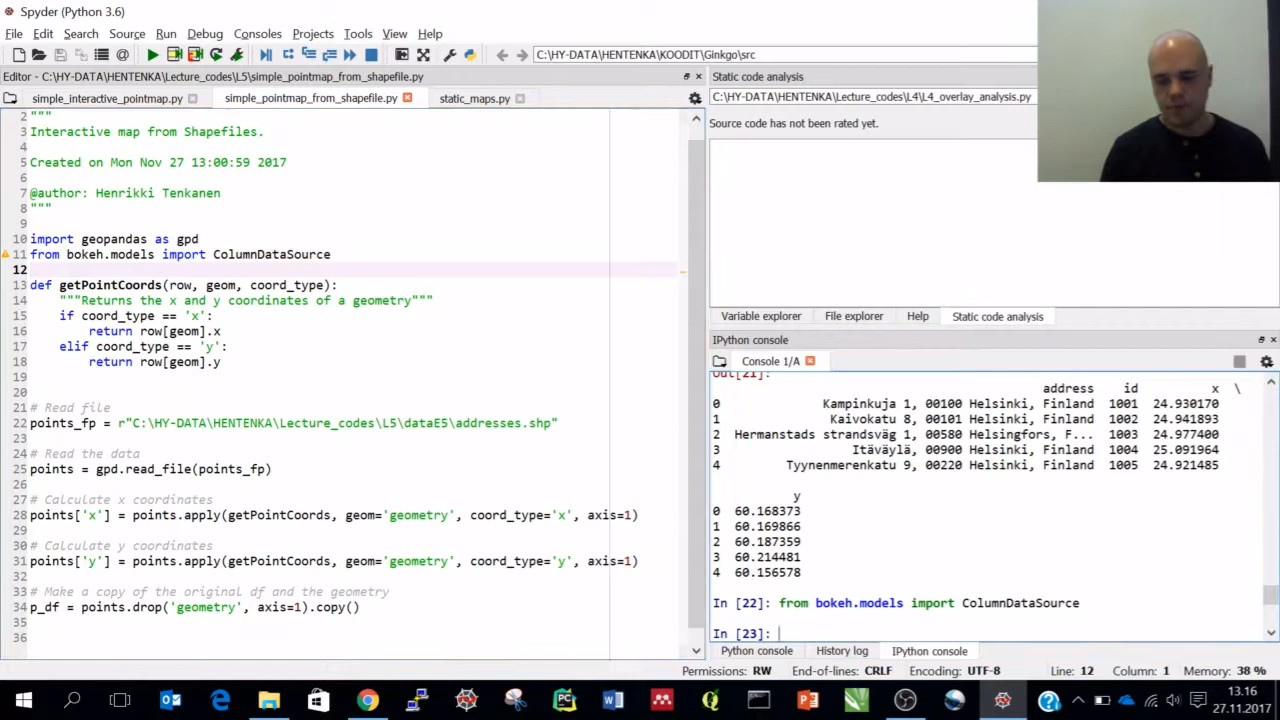 Spyder (Python 3.6)
File Edit Search Source Run Debug Consoles Projects Tools View Help
C:\HY-DATA\HENTENKA\KOODIT\Ginkgo\src
Editor - C:\HY-DATA\HENTENKA\Lecture_codes\L5\simple_pointmap_from_shapefile.py
simple_interactive_pointmap.py simple_pointmap_from_shapefile.py static_maps.py
2 """
3 Interactive map from Shapefiles.
4
5 Created on Mon Nov 27 13:00:59 2017
6
7 @author: Henrikki Tenkanen
8 """
9
10 import geopandas as gpd
11 from bokeh.models import ColumnDataSource
12
13 def getPointCoords(row, geom, coord_type):
14     """Returns the x and y coordinates of a geometry"""
15     if coord_type == 'x':
16         return row[geom].x
17     elif coord_type == 'y':
18         return row[geom].y
19
20
21 # Read file
22 points_fp = r"C:\HY-DATA\HENTENKA\Lecture_codes\L5\dataE5\addresses.shp"
23
24 # Read the data
25 points = gpd.read_file(points_fp)
26
27 # Calculate x coordinates
28 points['x'] = points.apply(getPointCoords, geom='geometry', coord_type='x', axis=1)
29
30 # Calculate y coordinates
31 points['y'] = points.apply(getPointCoords, geom='geometry', coord_type='y', axis=1)
32
33 # Make a copy of the original df and the geometry
34 p_df = points.drop('geometry', axis=1).copy()
35
36
Static code analysis
C:\HY-DATA\HENTENKA\Lecture_codes\L4\L4_overlay_analysis.py
Source code has not been rated yet.
Variable explorer File explorer Help Static code analysis
IPython console
Console 1/A
Out[21]:
address id x \
0 Kampinkuja 1, 00100 Helsinki, Finland 1001 24.930170
1 Kaivokatu 8, 00101 Helsinki, Finland 1002 24.941893
2 Hermanstads strandsväg 1, 00580 Helsingfors, F... 1003 24.977400
3 Itäväylä, 00900 Helsinki, Finland 1004 25.091964
4 Tyynenmerenkatu 9, 00220 Helsinki, Finland 1005 24.921485
y
0 60.168373
1 60.169866
2 60.187359
3 60.214481
4 60.156578
In [22]: from bokeh.models import ColumnDataSource
In [23]:
Python console History log IPython console
Permissions: RW End-of-lines: CRLF Encoding: UTF-8 Line: 12 Column: 1 Memory: 38 %
13.16
27.11.2017